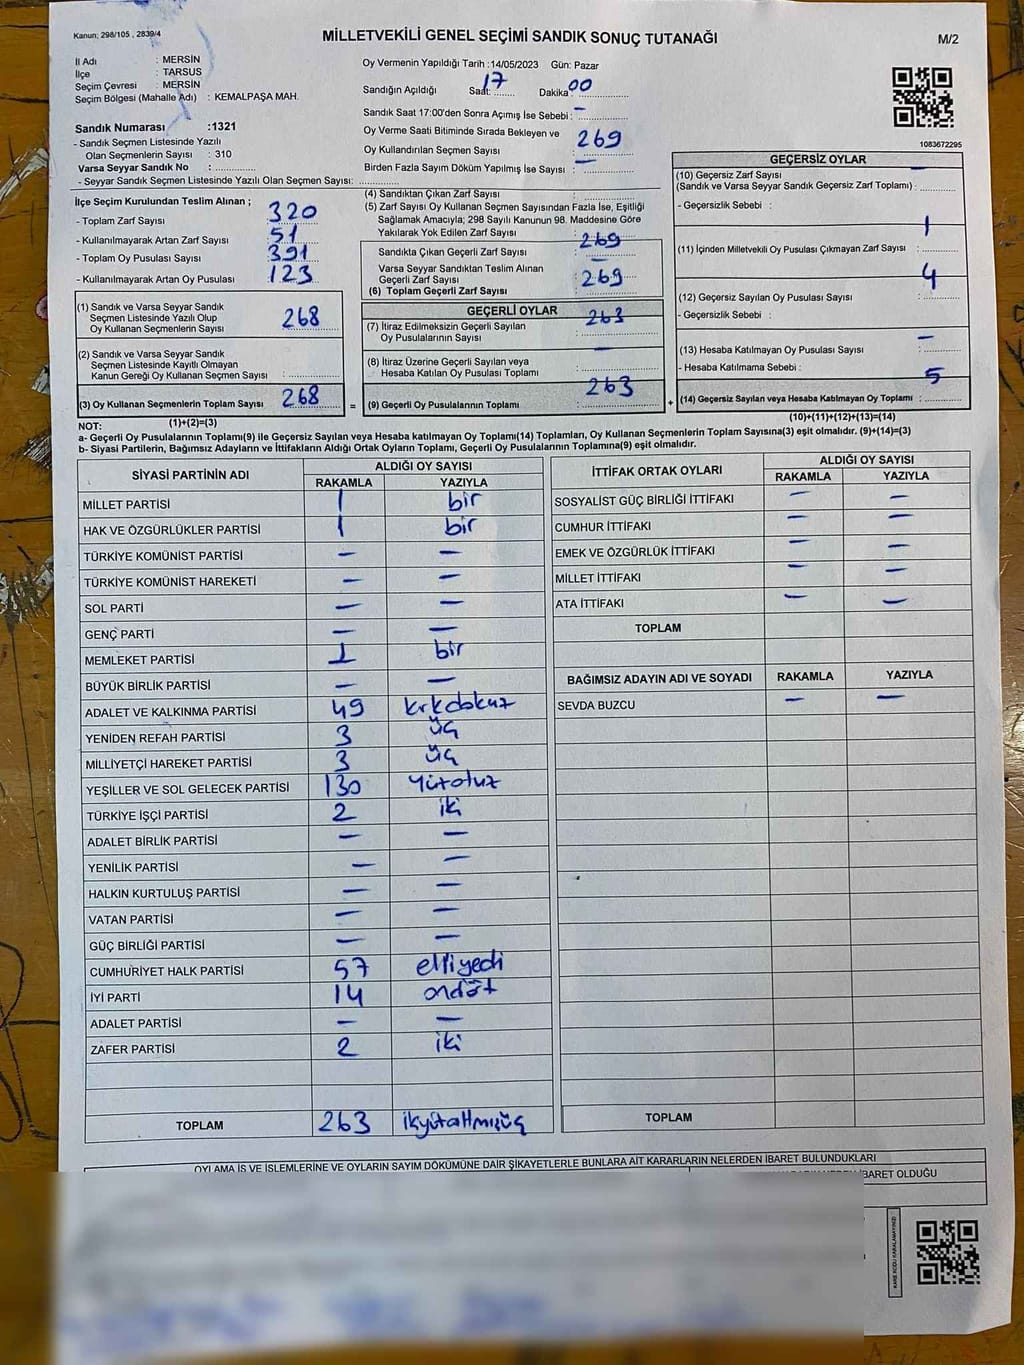 Kanun; 298/105 , 2839/4
MİLLETVEKİLİ GENEL SEÇİMİ SANDIK SONUÇ TUTANAĞI
M/2
İl Adı : MERSİN
İlçe : TARSUS
Seçim Çevresi : MERSİN
Seçim Bölgesi (Mahalle Adı) : KEMALPAŞA MAH.
Sandık Numarası :1321
- Sandık Seçmen Listesinde Yazılı
Olan Seçmenlerin Sayısı : 310
Varsa Seyyar Sandık No :
- Seyyar Sandık Seçmen Listesinde Yazılı Olan Seçmen Sayısı:
Oy Vermenin Yapıldığı Tarih :14/05/2023 Gün: Pazar
Sandığın Açıldığı Saat: 17 Dakika: 00
Sandık Saat 17:00'den Sonra Açımış İse Sebebi : –
Oy Verme Saati Bitiminde Sırada Bekleyen ve
Oy Kullandırılan Seçmen Sayısı : 269
Birden Fazla Sayım Döküm Yapılmış İse Sayısı : –
1083672295
İlçe Seçim Kurulundan Teslim Alınan ;
- Toplam Zarf Sayısı : 320
- Kullanılmayarak Artan Zarf Sayısı : 51
- Toplam Oy Pusulası Sayısı : 391
- Kullanılmayarak Artan Oy Pusulası : 123
(1) Sandık ve Varsa Seyyar Sandık
Seçmen Listesinde Yazılı Olup
Oy Kullanan Seçmenlerin Sayısı : 268
(2) Sandık ve Varsa Seyyar Sandık
Seçmen Listesinde Kayıtlı Olmayan
Kanun Gereği Oy Kullanan Seçmen Sayısı :
(3) Oy Kullanan Seçmenlerin Toplam Sayısı : 268
(1)+(2)=(3)
(4) Sandıktan Çıkan Zarf Sayısı :
(5) Zarf Sayısı Oy Kullanan Seçmen Sayısından Fazla İse, Eşitliği
Sağlamak Amacıyla; 298 Sayılı Kanunun 98. Maddesine Göre
Yakılarak Yok Edilen Zarf Sayısı :
Sandıkta Çıkan Geçerli Zarf Sayısı : 269
Varsa Seyyar Sandıktan Teslim Alınan
Geçerli Zarf Sayısı : –
(6) Toplam Geçerli Zarf Sayısı : 269
GEÇERLİ OYLAR
(7) İtiraz Edilmeksizin Geçerli Sayılan
Oy Pusulalarının Sayısı : 263
(8) İtiraz Üzerine Geçerli Sayılan veya
Hesaba Katılan Oy Pusulası Toplamı : –
= (9) Geçerli Oy Pusulalarının Toplamı : 263
GEÇERSİZ OYLAR
(10) Geçersiz Zarf Sayısı
(Sandık ve Varsa Seyyar Sandık Geçersiz Zarf Toplamı) : –
- Geçersizlik Sebebi :
(11) İçinden Milletvekili Oy Pusulası Çıkmayan Zarf Sayısı : 1
(12) Geçersiz Sayılan Oy Pusulası Sayısı : 4
- Geçersizlik Sebebi :
(13) Hesaba Katılmayan Oy Pusulası Sayısı : –
- Hesaba Katılmama Sebebi :
+ (14) Geçersiz Sayılan veya Hesaba Katılmayan Oy Toplamı : 5
(10)+(11)+(12)+(13)=(14)
NOT:
a- Geçerli Oy Pusulalarının Toplamı(9) ile Geçersiz Sayılan veya Hesaba katılmayan Oy Toplamı(14) Toplamları, Oy Kullanan Seçmenlerin Toplam Sayısına(3) eşit olmalıdır. (9)+(14)=(3)
b- Siyasi Partilerin, Bağımsız Adayların ve İttifakların Aldığı Ortak Oyların Toplamı, Geçerli Oy Pusulalarının Toplamına(9) eşit olmalıdır.
SİYASİ PARTİNİN ADI ALDIĞI OY SAYISI
RAKAMLA YAZIYLA
MİLLET PARTİSİ 1 bir
HAK VE ÖZGÜRLÜKLER PARTİSİ 1 bir
TÜRKİYE KOMÜNİST PARTİSİ – –
TÜRKİYE KOMÜNİST HAREKETİ – –
SOL PARTİ – –
GENÇ PARTİ – –
MEMLEKET PARTİSİ 1 bir
BÜYÜK BİRLİK PARTİSİ – –
ADALET VE KALKINMA PARTİSİ 49 kırkdokuz
YENİDEN REFAH PARTİSİ 3 üç
MİLLİYETÇİ HAREKET PARTİSİ 3 üç
YEŞİLLER VE SOL GELECEK PARTİSİ 130 yüzotuz
TÜRKİYE İŞÇİ PARTİSİ 2 iki
ADALET BİRLİK PARTİSİ – –
YENİLİK PARTİSİ – –
HALKIN KURTULUŞ PARTİSİ – –
VATAN PARTİSİ – –
GÜÇ BİRLİĞİ PARTİSİ – –
CUMHURİYET HALK PARTİSİ 57 elliyedi
İYİ PARTİ 14 ondört
ADALET PARTİSİ – –
ZAFER PARTİSİ 2 iki
TOPLAM 263 ikiyüzaltmışüç
İTTİFAK ORTAK OYLARI ALDIĞI OY SAYISI
RAKAMLA YAZIYLA
SOSYALİST GÜÇ BİRLİĞİ İTTİFAKI – –
CUMHUR İTTİFAKI – –
EMEK VE ÖZGÜRLÜK İTTİFAKI – –
MİLLET İTTİFAKI – –
ATA İTTİFAKI – –
TOPLAM
BAĞIMSIZ ADAYIN ADI VE SOYADI RAKAMLA YAZIYLA
SEVDA BUZCU – –
TOPLAM
OYLAMA İŞ VE İŞLEMLERİNE VE OYLARIN SAYIM DÖKÜMÜNE DAİR ŞİKAYETLERLE BUNLARA AİT KARARLARIN NELERDEN İBARET BULUNDUKLARI
İBARET OLDUĞU